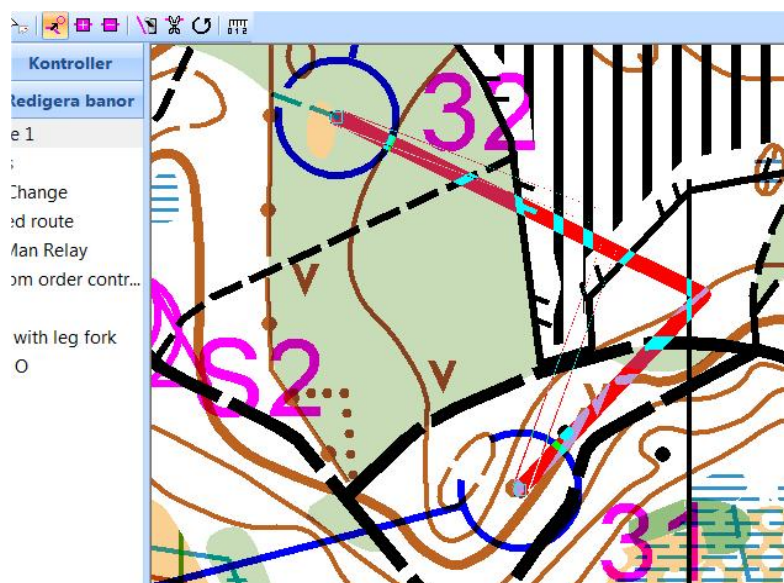 Kontroller
Redigera banor
e 1
s
Change
ed route
Man Relay
om order contr...
with leg fork
O
32
S2
31